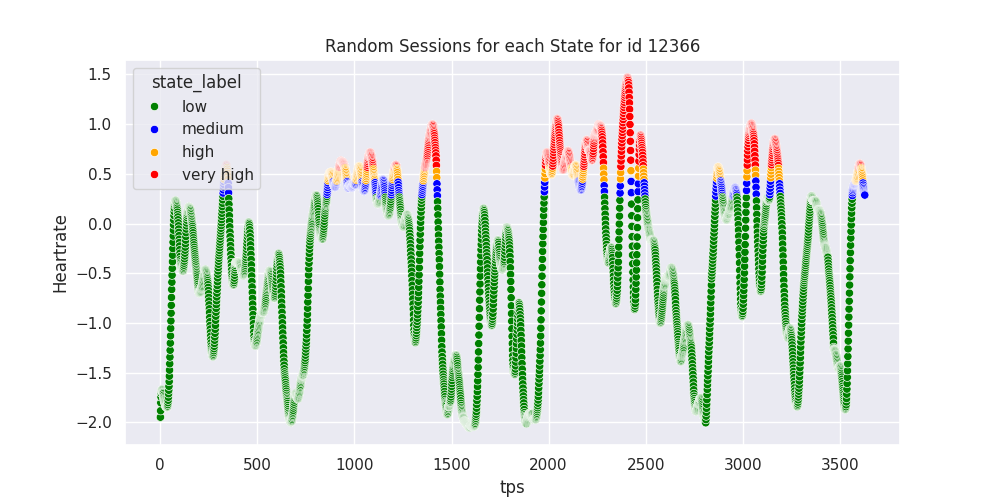 Random Sessions for each State for id 12366
state_label
low
medium
high
very high
Heartrate
1.5
1.0
0.5
0.0
−0.5
−1.0
−1.5
−2.0
0 500 1000 1500 2000 2500 3000 3500
tps